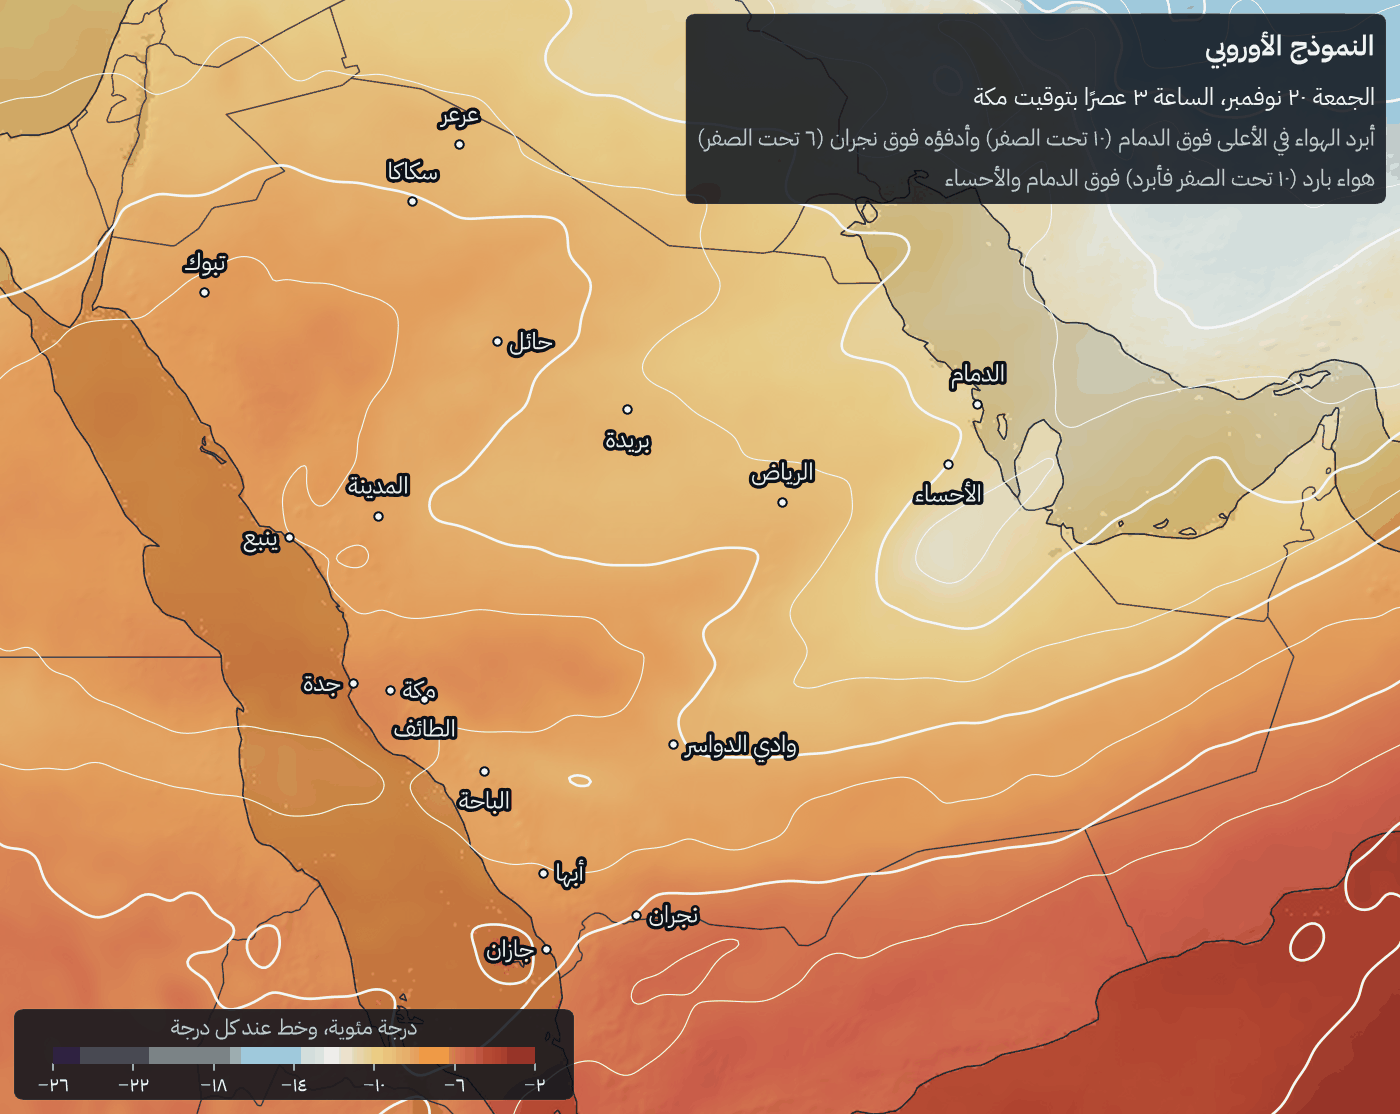 النموذج الأوروبي
الجمعة ٢٠ نوفمبر، الساعة ٣ عصرًا بتوقيت مكة
أبرد الهواء في الأعلى فوق الدمام (١٠ تحت الصفر) وأدفؤه فوق نجران (٦ تحت الصفر)
هواء بارد (١٠ تحت الصفر فأبرد) فوق الدمام والأحساء
عرعر
سكاكا
تبوك
حائل
الدمام
بريدة
الرياض
المدينة
الأحساء
ينبع
جدة
مكة
الطائف
وادي الدواسر
الباحة
أبها
نجران
جازان
درجة مئوية، وخط عند كل درجة
−٢٦ −٢٢ −١٨ −١٤ −١٠ −٦ −٢